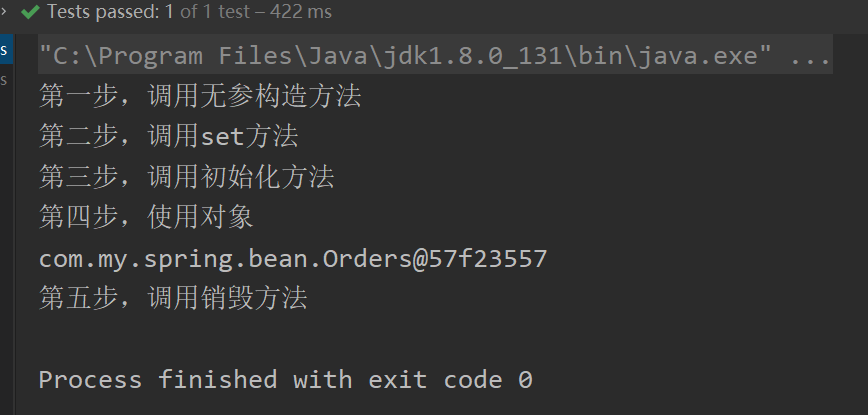 Tests passed: 1 of 1 test – 422 ms
"C:\Program Files\Java\jdk1.8.0_131\bin\java.exe" ...
s
第一步，调用无参构造方法
s
第二步，调用set方法
第三步，调用初始化方法
第四步，使用对象
com.my.spring.bean.Orders@57f23557
第五步，调用销毁方法
Process finished with exit code 0